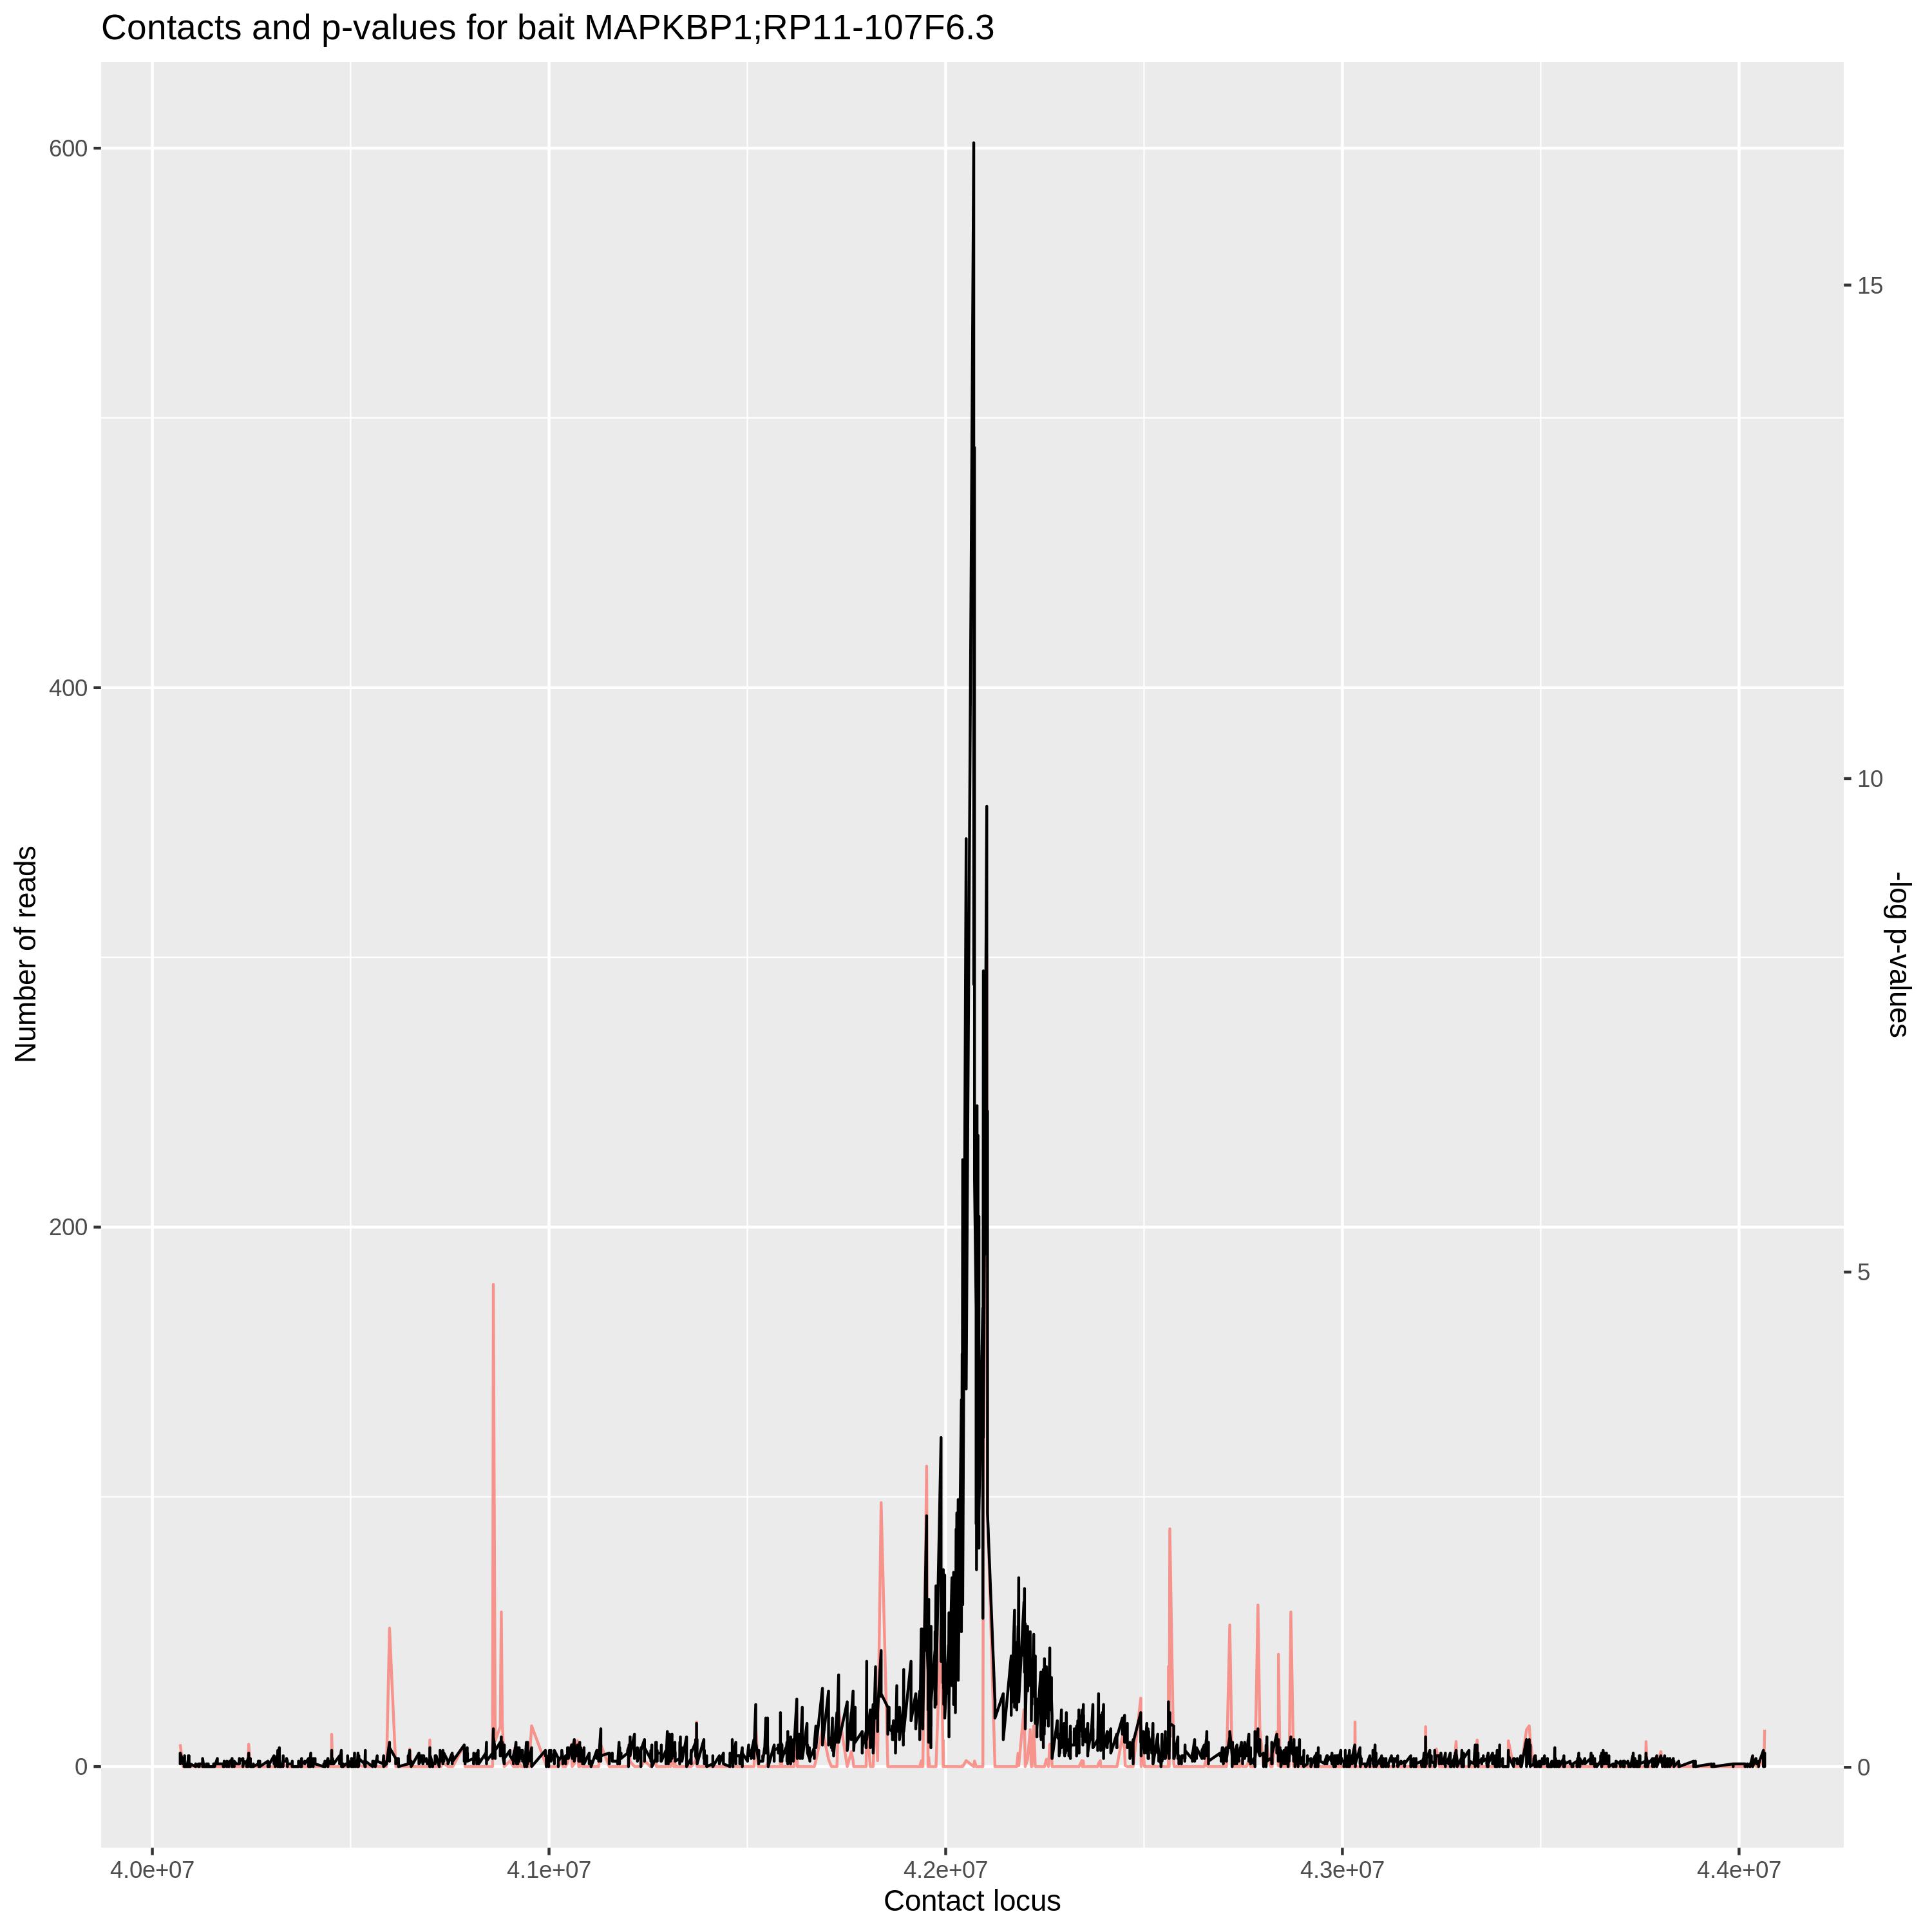 Contacts and p-values for bait MAPKBP1;RP11-107F6.3
600
400
200
0
Number of reads
15
10
5
0
-log p-values
4.0e+07 4.1e+07 4.2e+07 4.3e+07 4.4e+07
Contact locus